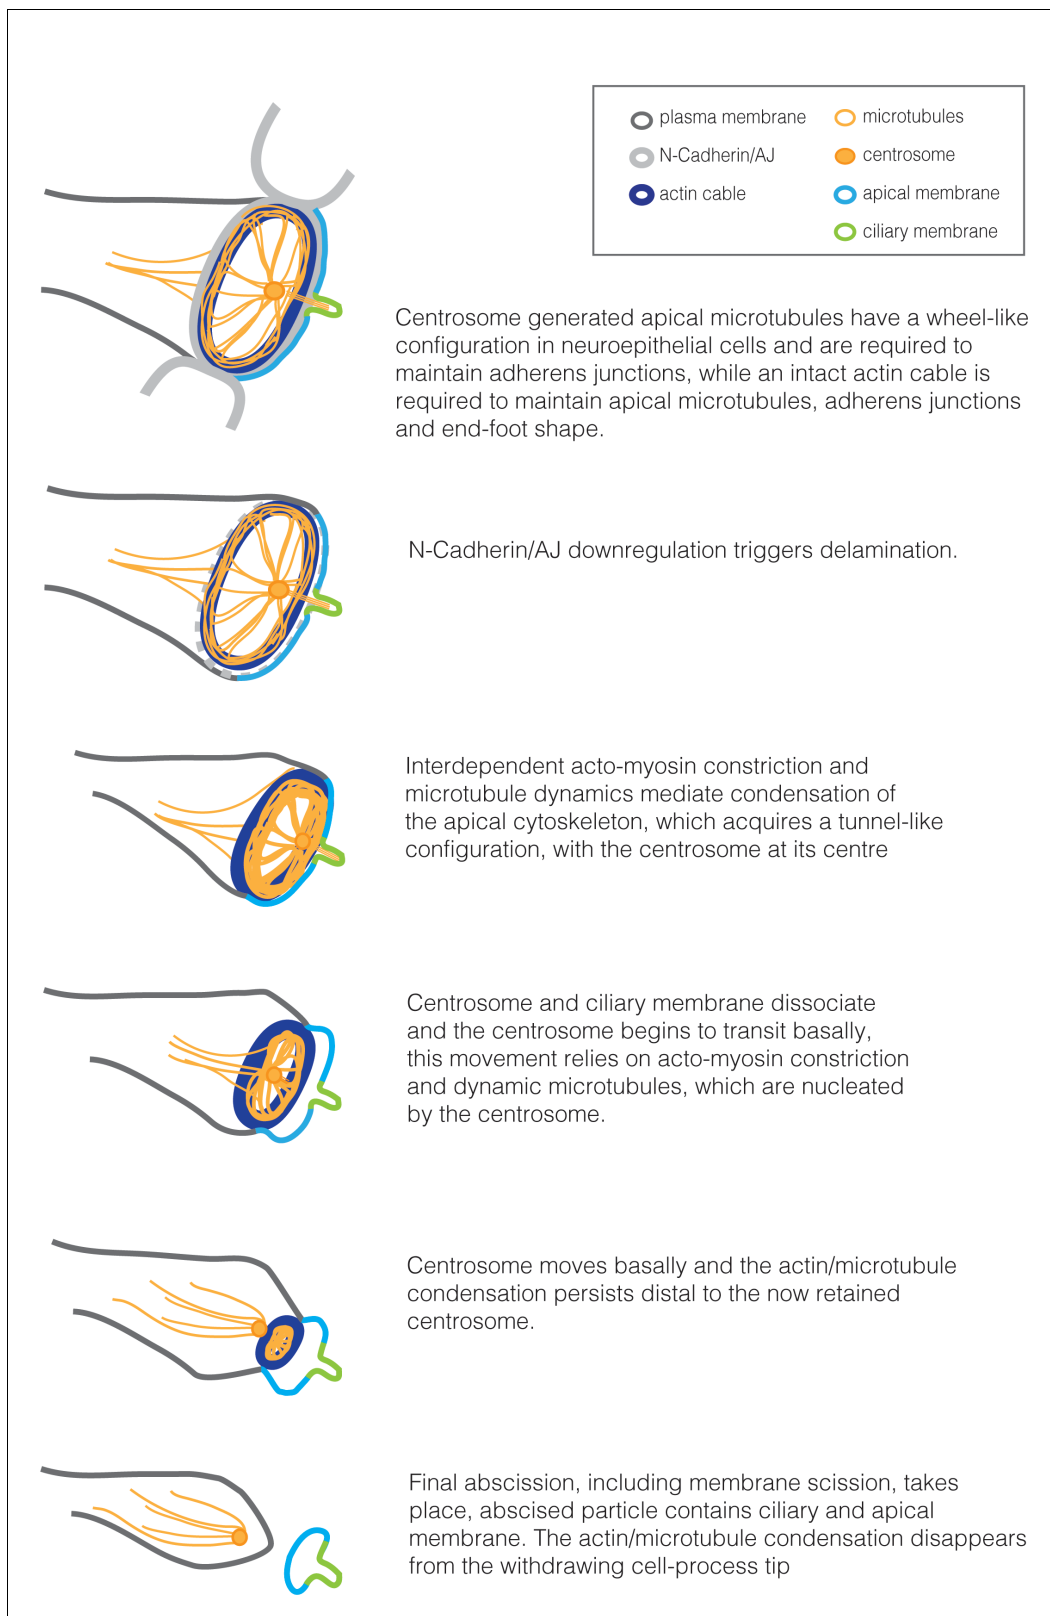 plasma membrane
N-Cadherin/AJ
actin cable
microtubules
centrosome
apical membrane
ciliary membrane
Centrosome generated apical microtubules have a wheel-like
configuration in neuroepithelial cells and are required to
maintain adherens junctions, while an intact actin cable is
required to maintain apical microtubules, adherens junctions
and end-foot shape.
N-Cadherin/AJ downregulation triggers delamination.
Interdependent acto-myosin constriction and
microtubule dynamics mediate condensation of
the apical cytoskeleton, which acquires a tunnel-like
configuration, with the centrosome at its centre
Centrosome and ciliary membrane dissociate
and the centrosome begins to transit basally,
this movement relies on acto-myosin constriction
and dynamic microtubules, which are nucleated
by the centrosome.
Centrosome moves basally and the actin/microtubule
condensation persists distal to the now retained
centrosome.
Final abscission, including membrane scission, takes
place, abscised particle contains ciliary and apical
membrane. The actin/microtubule condensation disappears
from the withdrawing cell-process tip